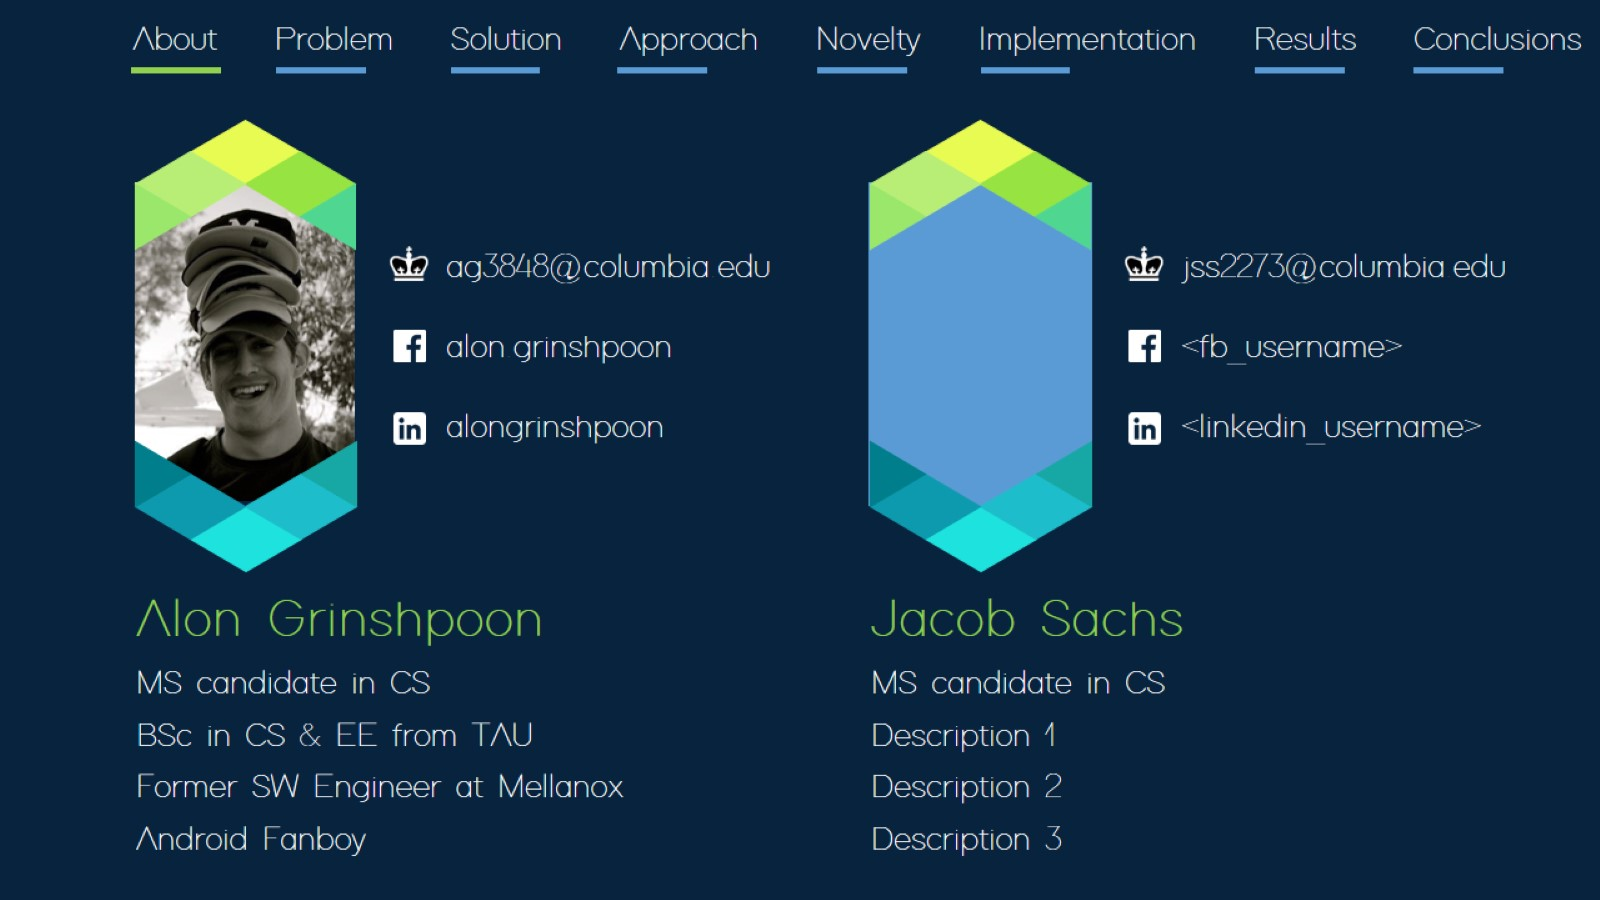 About Problem Solution Approach Novelty Implementation Results Conclusions
M
ag3848@columbia edu
alon.grinshpoon
alongrinshpoon
Alon Grinshpoon
MS candidate in CS
BSc in CS & EE from TAU
Former SW Engineer at Mellanox
Android Fanboy
jss2273@columbia edu
<fb_username>
<linkedin_username>
Jacob Sachs
MS candidate in CS
Description 1
Description 2
Description 3